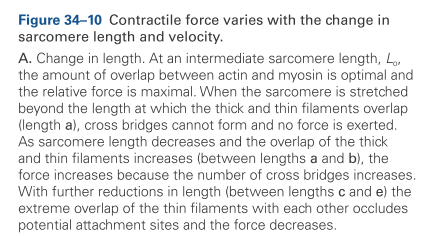 Figure 34–10 Contractile force varies with the change in
sarcomere length and velocity.
A. Change in length. At an intermediate sarcomere length, Lo,
the amount of overlap between actin and myosin is optimal and
the relative force is maximal. When the sarcomere is stretched
beyond the length at which the thick and thin filaments overlap
(length a), cross bridges cannot form and no force is exerted.
As sarcomere length decreases and the overlap of the thick
and thin filaments increases (between lengths a and b), the
force increases because the number of cross bridges increases.
With further reductions in length (between lengths c and e) the
extreme overlap of the thin filaments with each other occludes
potential attachment sites and the force decreases.